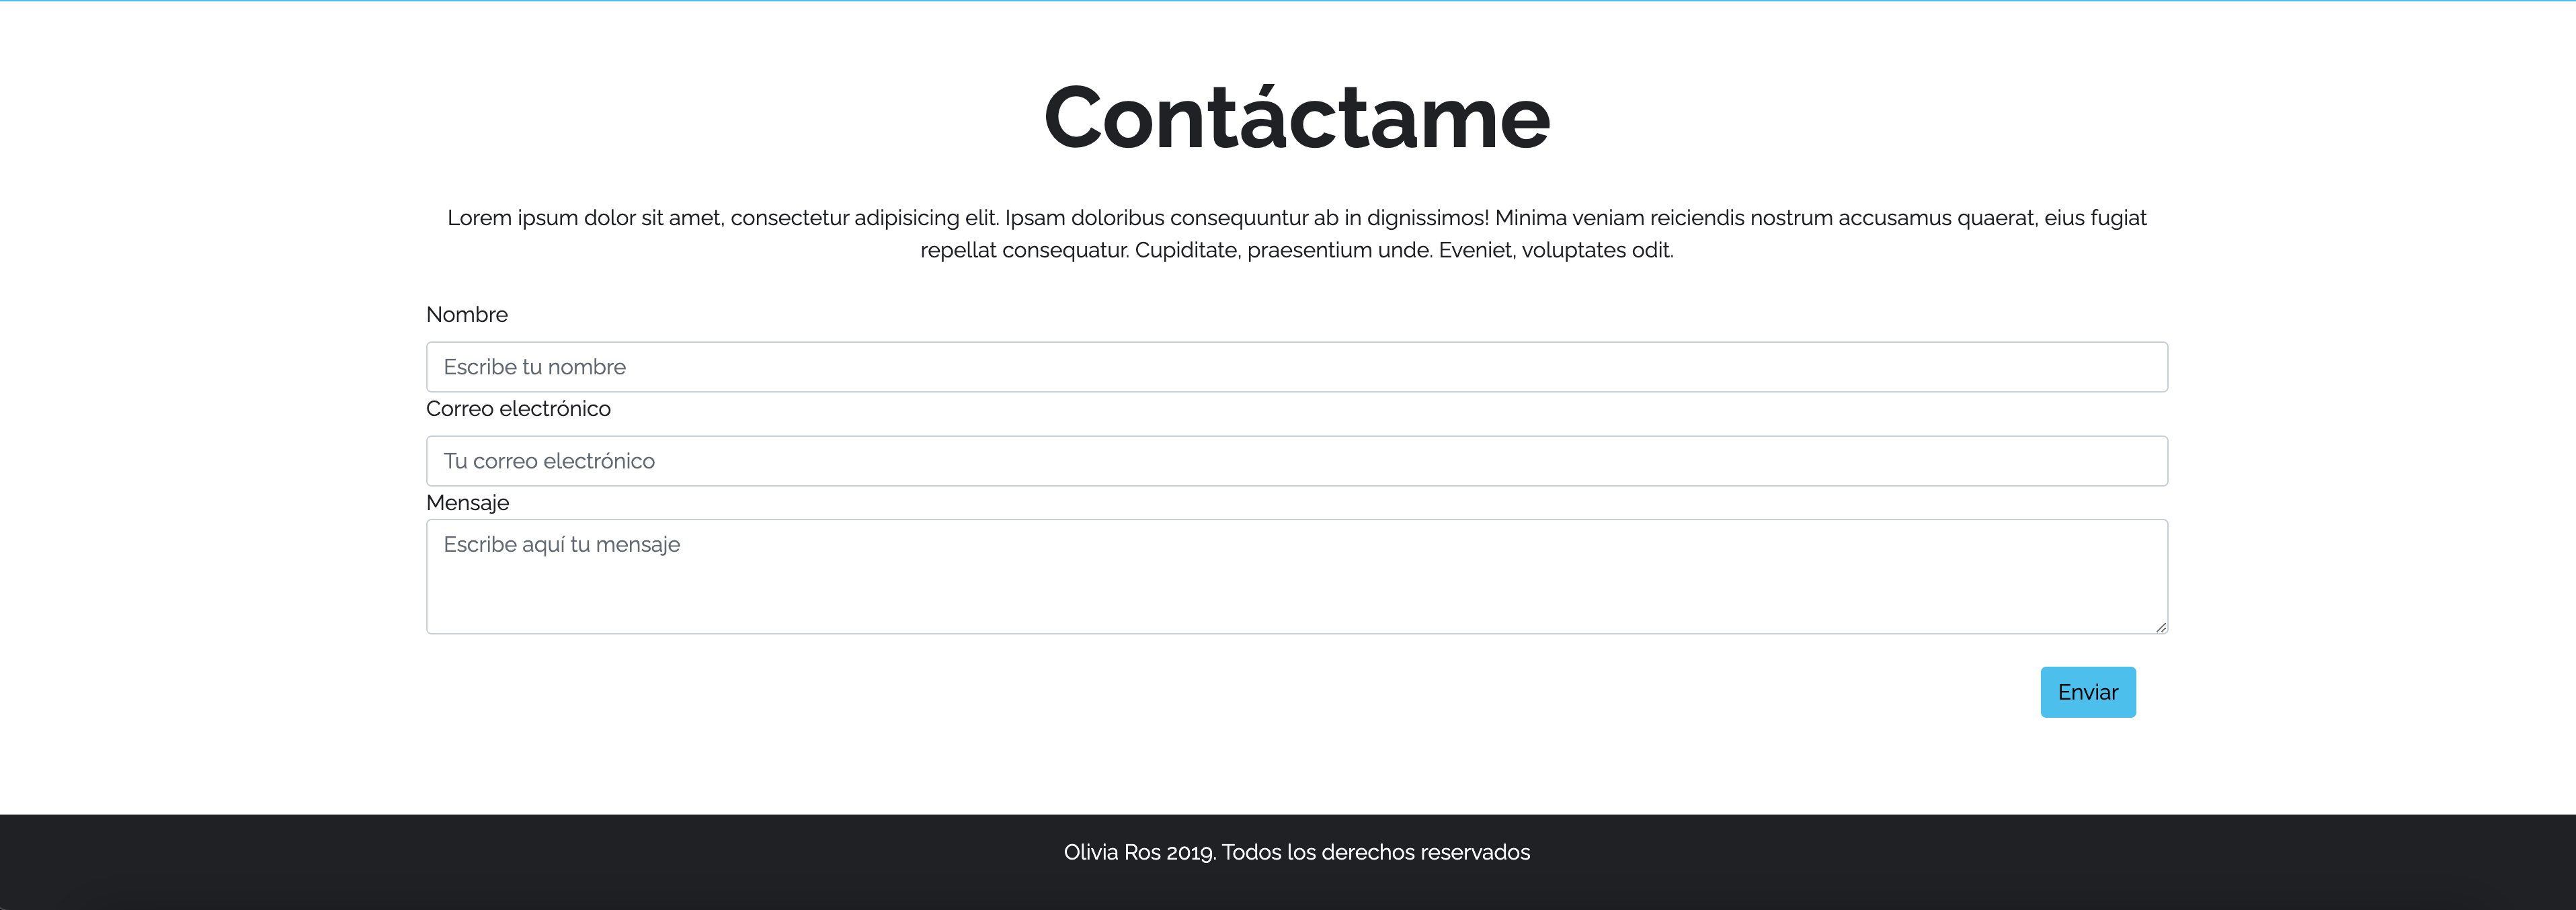 Contáctame
Lorem ipsum dolor sit amet, consectetur adipisicing elit. Ipsam doloribus consequuntur ab in dignissimos! Minima veniam reiciendis nostrum accusamus quaerat, eius fugiat
repellat consequatur. Cupiditate, praesentium unde. Eveniet, voluptates odit.
Nombre
Escribe tu nombre
Correo electrónico
Tu correo electrónico
Mensaje
Escribe aquí tu mensaje
Enviar
Olivia Ros 2019. Todos los derechos reservados